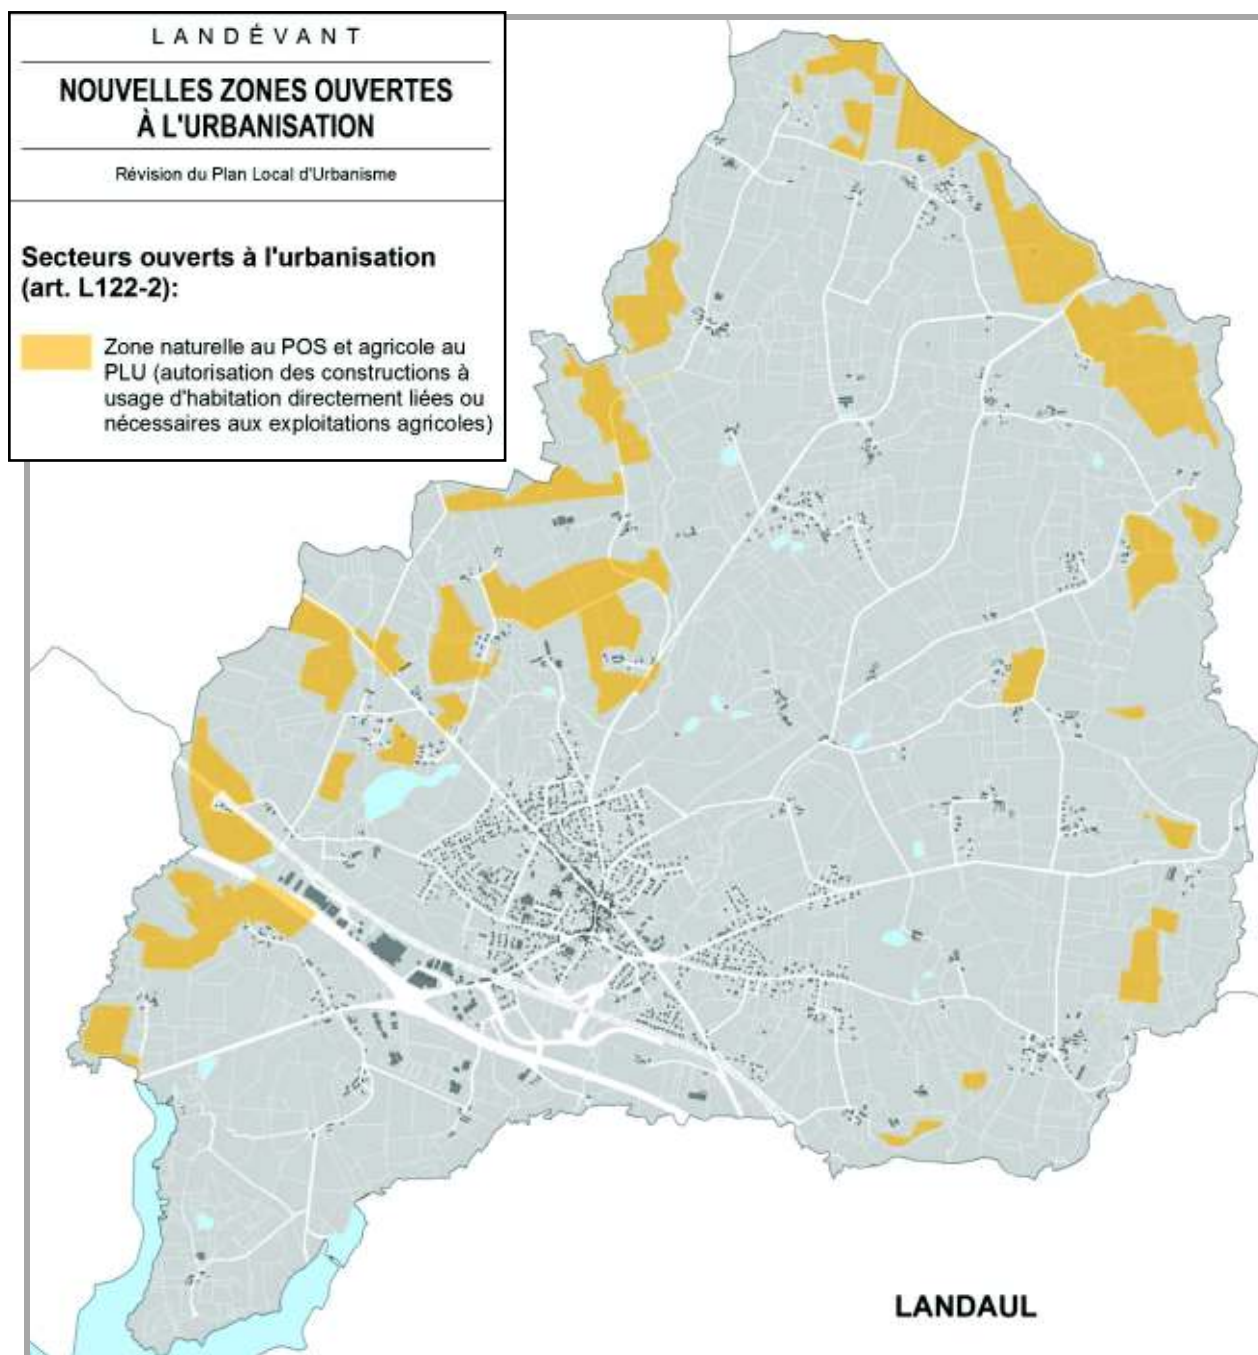 LANDÉVANT
NOUVELLES ZONES OUVERTES
À L'URBANISATION
Révision du Plan Local d'Urbanisme
Secteurs ouverts à l'urbanisation
(art. L122-2):
Zone naturelle au POS et agricole au
PLU (autorisation des constructions à
usage d'habitation directement liées ou
nécessaires aux exploitations agricoles)
LANDAUL